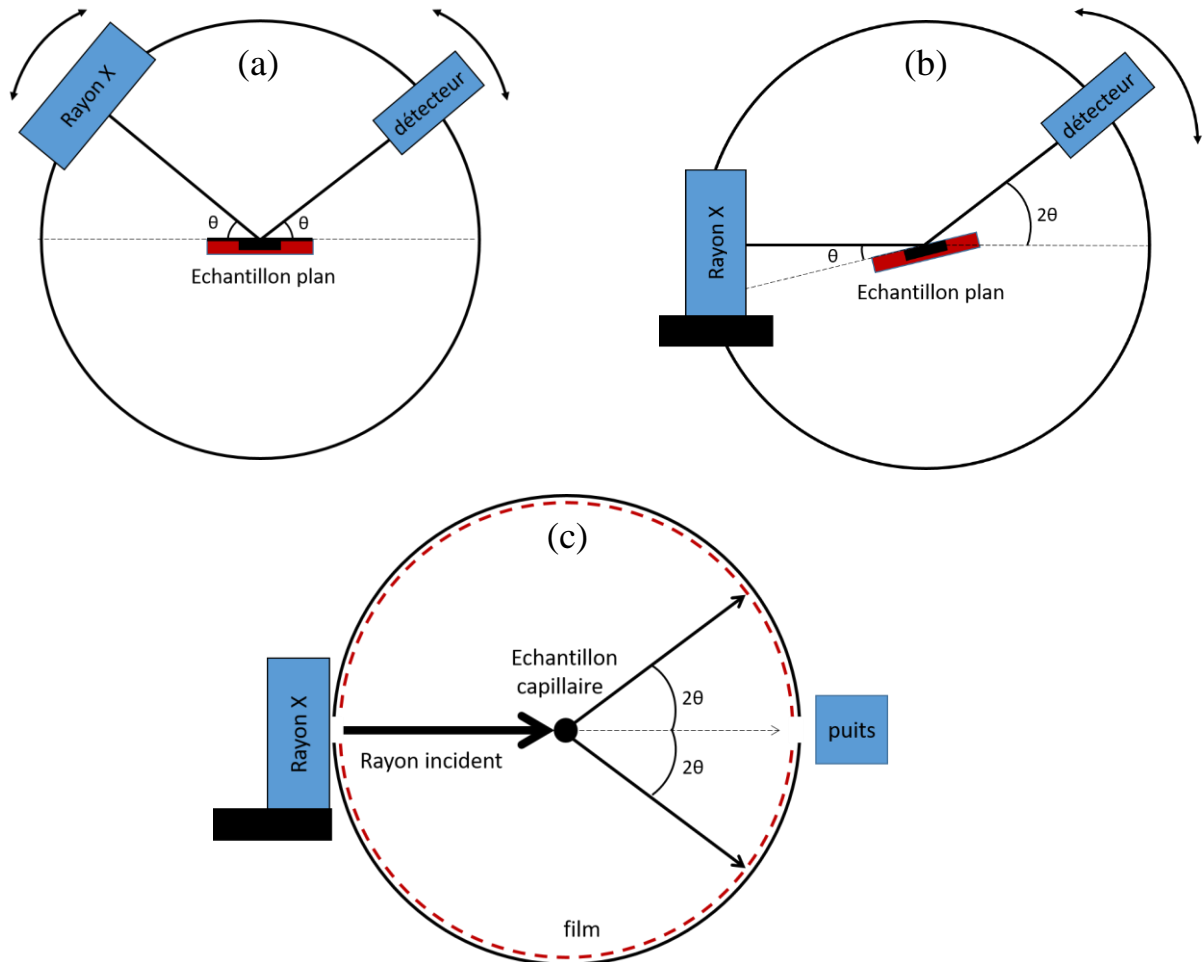 (a)
Rayon X
détecteur
θ
θ
Echantillon plan
(b)
détecteur
Rayon X
2θ
θ
Echantillon plan
(c)
Rayon X
Echantillon
capillaire
2θ
2θ
Rayon incident
puits
film